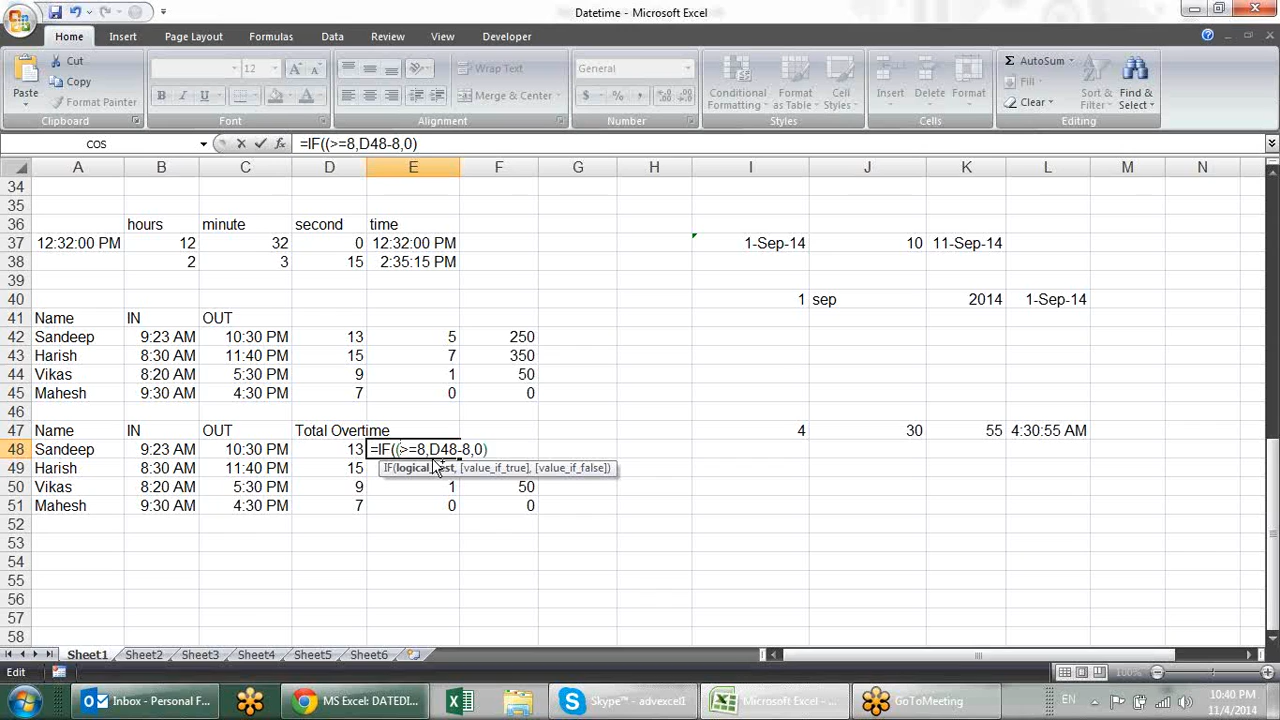 Datetime - Microsoft Excel
Home Insert Page Layout Formulas Data Review View Developer
Paste
Cut
Copy
Format Painter
Clipboard
12
B I U
Font
Wrap Text
Merge & Center
Alignment
General
$ % ,
Number
Conditional Formatting
Format as Table
Cell Styles
Styles
Insert Delete Format
Cells
Σ AutoSum
Fill
Clear
Sort & Filter
Find & Select
Editing
COS =IF((>=8,D48-8,0)
A B C D E F G H I J K L M N
34
35
36 hours minute second time
37 12:32:00 PM 12 32 0 12:32:00 PM 1-Sep-14 10 11-Sep-14
38 2 3 15 2:35:15 PM
39
40 1 sep 2014 1-Sep-14
41 Name IN OUT
42 Sandeep 9:23 AM 10:30 PM 13 5 250
43 Harish 8:30 AM 11:40 PM 15 7 350
44 Vikas 8:20 AM 5:30 PM 9 1 50
45 Mahesh 9:30 AM 4:30 PM 7 0 0
46
47 Name IN OUT Total Overtime 4 30 55 4:30:55 AM
48 Sandeep 9:23 AM 10:30 PM 13 =IF((>=8,D48-8,0)
IF(logical_test, [value_if_true], [value_if_false])
49 Harish 8:30 AM 11:40 PM 15
50 Vikas 8:20 AM 5:30 PM 9 1 50
51 Mahesh 9:30 AM 4:30 PM 7 0 0
52
53
54
55
56
57
58
Sheet1 Sheet2 Sheet3 Sheet4 Sheet5 Sheet6
Edit 100%
Inbox - Personal F...
MS Excel: DATEDI...
Skype™ - advexcel1
Microsoft Excel - ...
GoToMeeting
EN
10:40 PM
11/4/2014